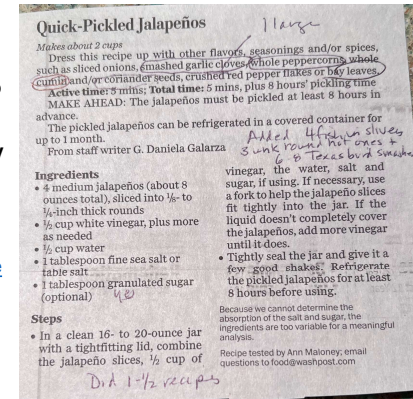 Quick-Pickled Jalapeños
1 large
Makes about 2 cups
Dress this recipe up with other flavors, seasonings and/or spices,
such as sliced onions, smashed garlic cloves, whole peppercorns, whole
cumin and/or coriander seeds, crushed red pepper flakes or bay leaves.
Active time: 5 mins; Total time: 5 mins, plus 8 hours' pickling time
MAKE AHEAD: The jalapeños must be pickled at least 8 hours in
advance.
The pickled jalapeños can be refrigerated in a covered container for
up to 1 month.
From staff writer G. Daniela Galarza
Added 4 fish in slices
3 unk round hot ones +
6-8 Texas bird smashed
Ingredients
• 4 medium jalapeños (about 8
ounces total), sliced into ⅛- to
¼-inch thick rounds
• ½ cup white vinegar, plus more
as needed
• ½ cup water
• 1 tablespoon fine sea salt or
table salt
• 1 tablespoon granulated sugar
(optional) yes
Steps
• In a clean 16- to 20-ounce jar
with a tightfitting lid, combine
the jalapeño slices, ½ cup of
vinegar, the water, salt and
sugar, if using. If necessary, use
a fork to help the jalapeño slices
fit tightly into the jar. If the
liquid doesn't completely cover
the jalapeños, add more vinegar
until it does.
• Tightly seal the jar and give it a
few good shakes. Refrigerate
the pickled jalapeños for at least
8 hours before using.
Because we cannot determine the
absorption of the salt and sugar, the
ingredients are too variable for a meaningful
analysis.
Recipe tested by Ann Maloney; email
questions to food@washpost.com
Did 1-½ recipes